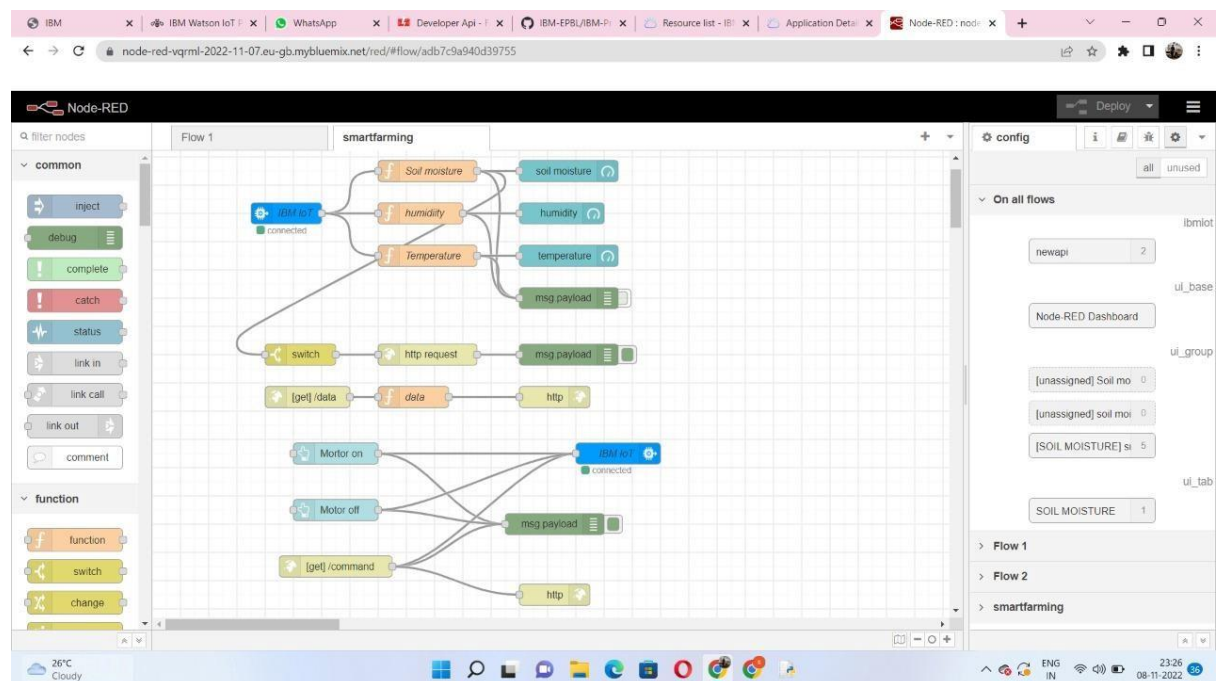 IBM
IBM Watson IoT P
WhatsApp
Developer Api - F
IBM-EPBL/IBM-Pr
Resource list - IB
Application Detai
Node-RED : node
node-red-vqrml-2022-11-07.eu-gb.mybluemix.net/red/#flow/adb7c9a940d39755
Node-RED
Deploy
filter nodes
Flow 1
smartfarming
config
i
all
unused
common
inject
debug
complete
catch
status
link in
link call
link out
comment
function
function
switch
change
Soil moisture
soil moisture
IBM IoT
connected
humidiity
humidity
Temperature
temperature
msg.payload
switch
http request
msg.payload
[get] /data
data
http
Mortor on
IBM IoT
connected
Motor off
msg.payload
[get] /command
http
On all flows
ibmiot
newapi
2
ui_base
Node-RED Dashboard
ui_group
[unassigned] Soil mo
0
[unassigned] soil moi
0
[SOIL MOISTURE]
5
ui_tab
SOIL MOISTURE
1
Flow 1
Flow 2
smartfarming
26°C
Cloudy
ENG
IN
23:26
08-11-2022
36